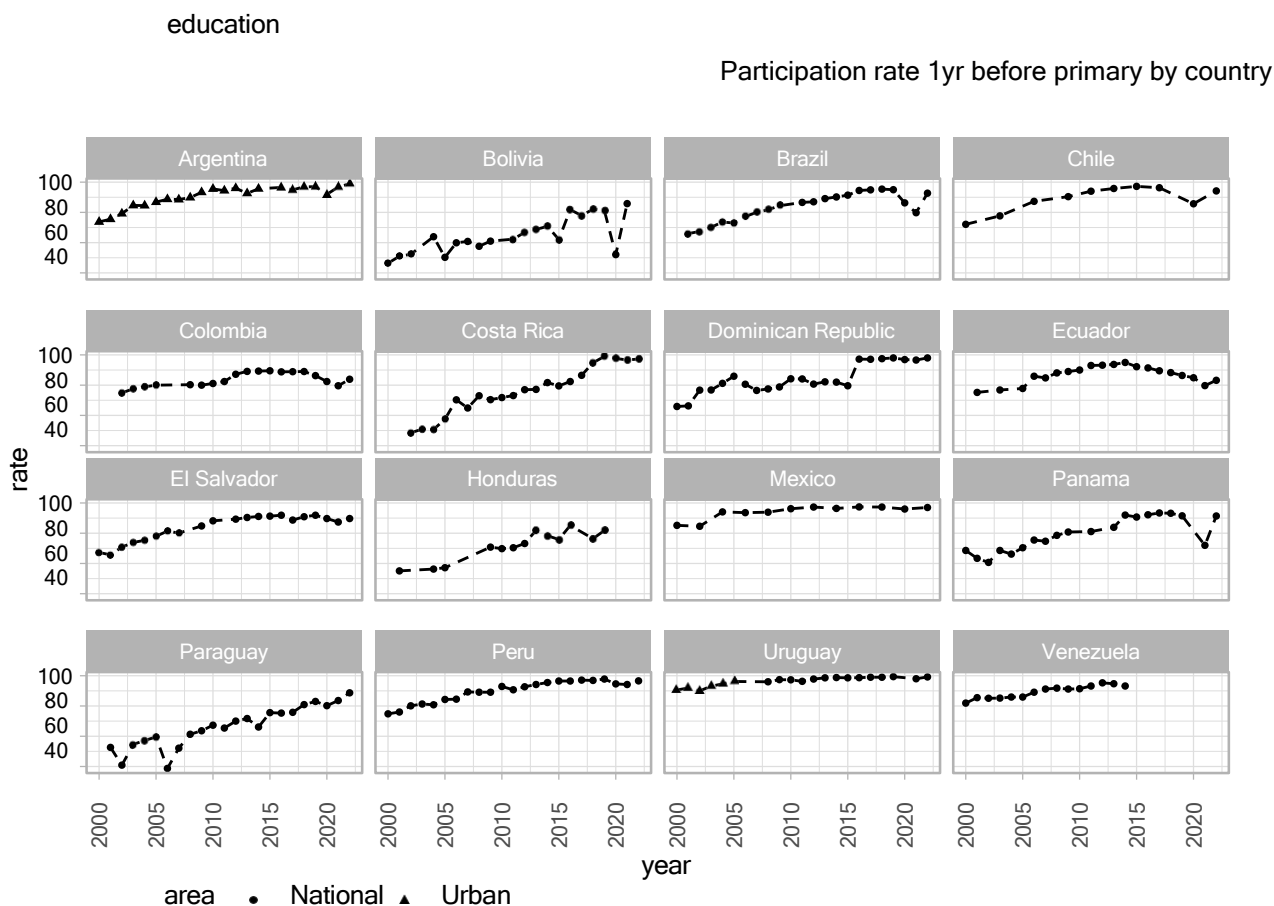 education
Participation rate 1yr before primary by country
Argentina Bolivia Brazil Chile
100
80
60
40
Colombia Costa Rica Dominican Republic Ecuador
100
80
60
40
El Salvador Honduras Mexico Panama
100
80
60
40
Paraguay Peru Uruguay Venezuela
100
80
60
40
rate
2000 2005 2010 2015 2020 2000 2005 2010 2015 2020 2000 2005 2010 2015 2020 2000 2005 2010 2015 2020
year
area National Urban